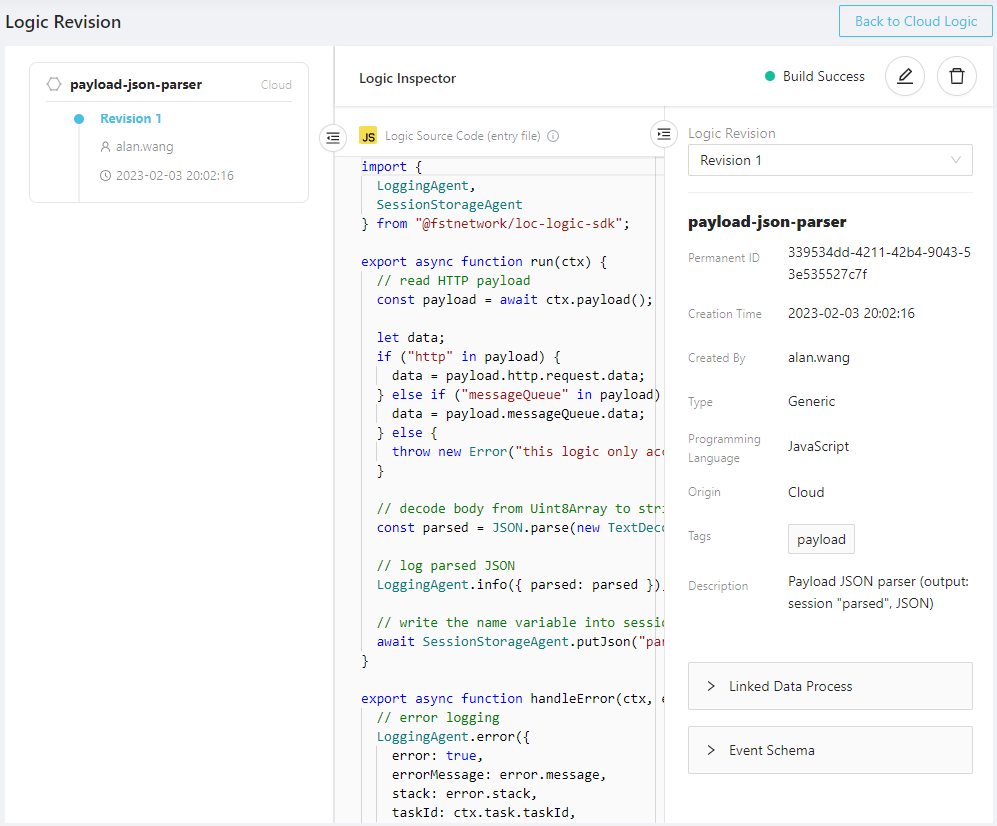 Logic Revision
Back to Cloud Logic
payload-json-parser
Cloud
Revision 1
alan.wang
2023-02-03 20:02:16
Logic Inspector
Build Success
JS Logic Source Code (entry file)
import {
  LoggingAgent,
  SessionStorageAgent
} from "@fstnetwork/loc-logic-sdk";
export async function run(ctx) {
  // read HTTP payload
  const payload = await ctx.payload();
  let data;
  if ("http" in payload) {
    data = payload.http.request.data;
  } else if ("messageQueue" in payload)
    data = payload.messageQueue.data;
  } else {
    throw new Error("this logic only acc
  }
  // decode body from Uint8Array to stri
  const parsed = JSON.parse(new TextDeco
  // log parsed JSON
  LoggingAgent.info({ parsed: parsed });
  // write the name variable into sessio
  await SessionStorageAgent.putJson("par
}
export async function handleError(ctx, e
  // error logging
  LoggingAgent.error({
    error: true,
    errorMessage: error.message,
    stack: error.stack,
    taskId: ctx.task.taskId,
Logic Revision
Revision 1
payload-json-parser
Permanent ID
339534dd-4211-42b4-9043-5
3e535527c7f
Creation Time
2023-02-03 20:02:16
Created By
alan.wang
Type
Generic
Programming
Language
JavaScript
Origin
Cloud
Tags
payload
Description
Payload JSON parser (output:
session "parsed", JSON)
Linked Data Process
Event Schema